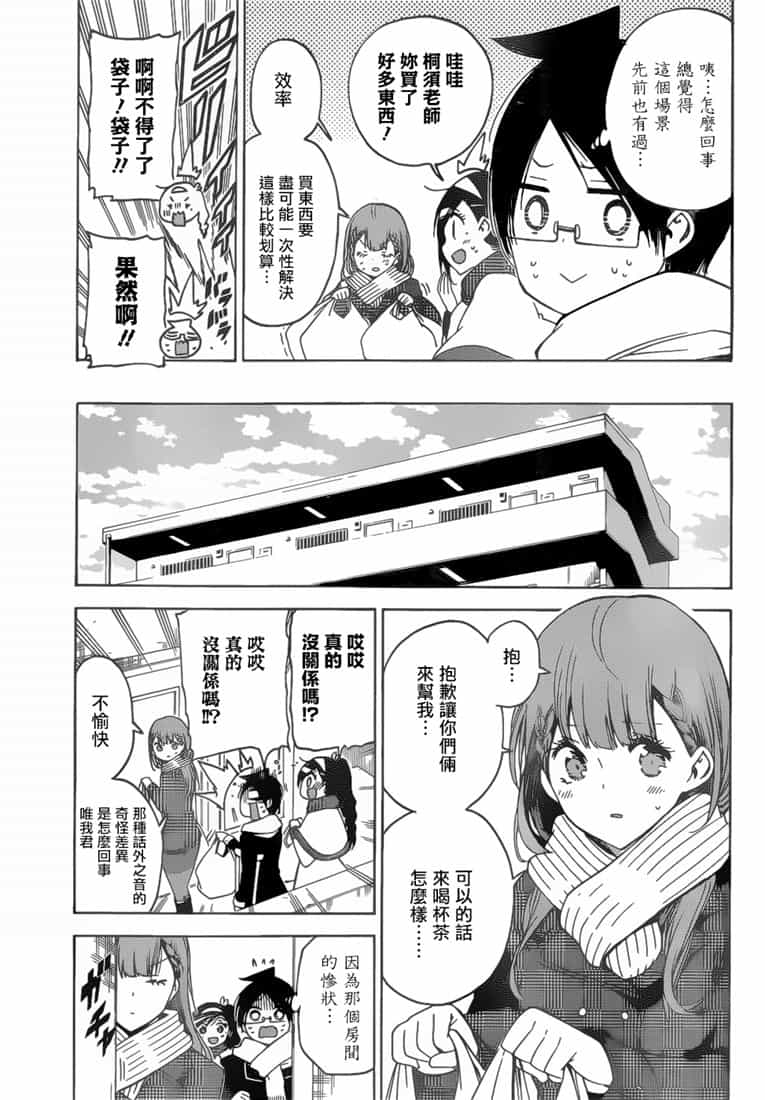 咦…怎麼回事
總覺得
這個場景
先前也有過…
哇哇
桐須老師
妳買了
好多東西！
效率
買東西要
盡可能一次性解決
這樣比較划算…
啊啊不得了了
袋子！袋子！！
果然啊！！
抱…
抱歉讓你們倆
來幫我…
可以的話
來喝杯茶
怎麼樣……
哎哎
真的
沒關係嗎！？
哎哎
真的
沒關係嗎！！？
不愉快
那種話外之音的
奇怪差異
是怎麼回事
唯我君
因為那個房間
的慘狀…
ガチャ